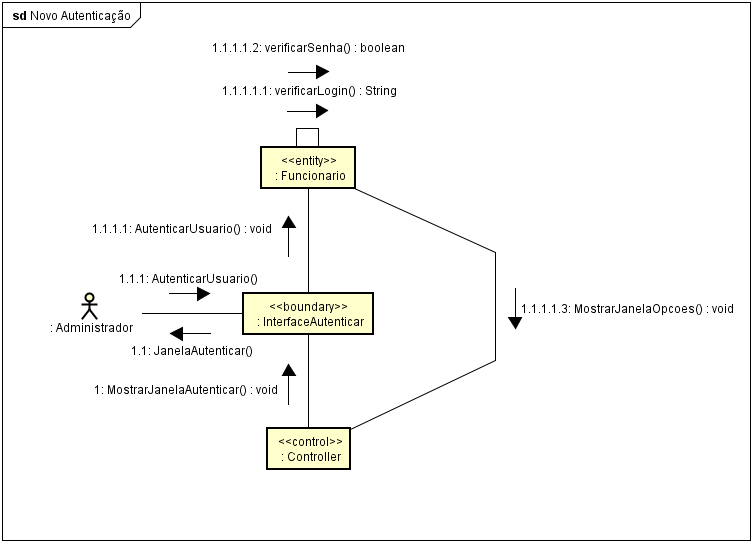 sd Novo Autenticação
1.1.1.1.2: verificarSenha() : boolean
1.1.1.1.1: verificarLogin() : String
<<entity>>
: Funcionario
1.1.1.1: AutenticarUsuario() : void
1.1.1: AutenticarUsuario()
<<boundary>>
: InterfaceAutenticar
: Administrador
1.1.1.1.3: MostrarJanelaOpcoes() : void
1.1: JanelaAutenticar()
1: MostrarJanelaAutenticar() : void
<<control>>
: Controller